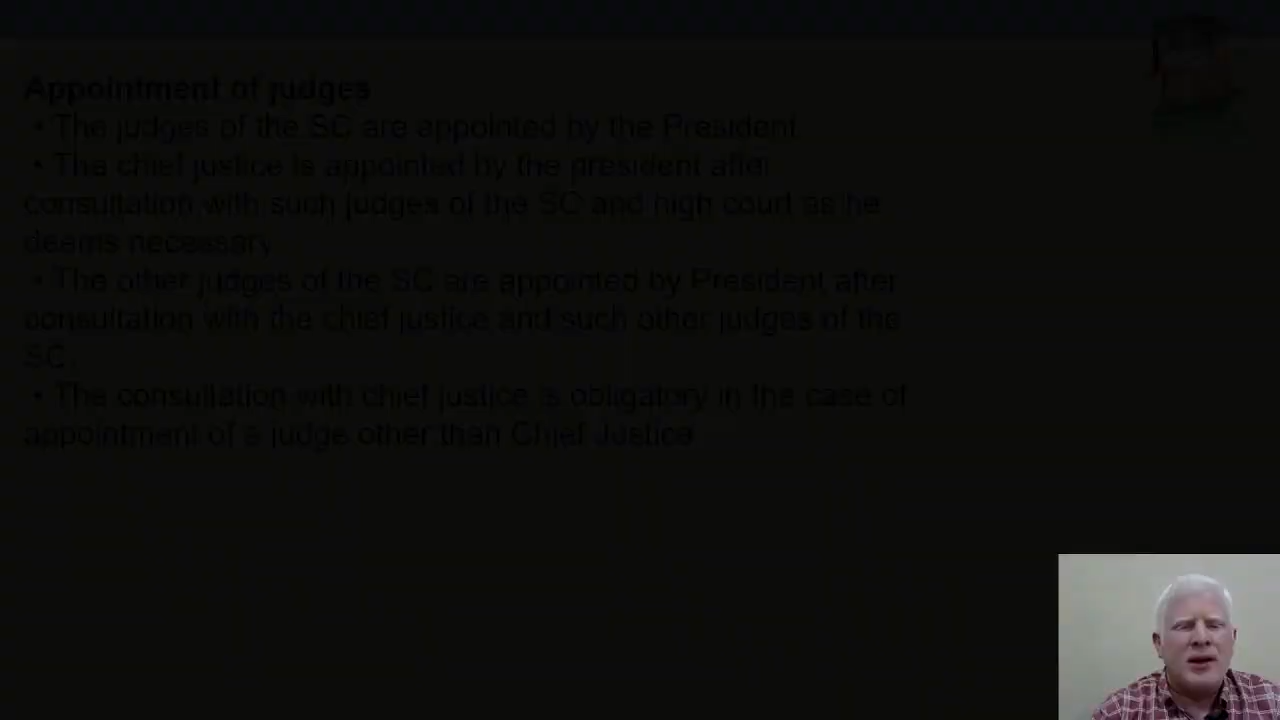 Appointment of judges
• The judges of the SC are appointed by the President
• The chief justice is appointed by the president after
consultation with such judges of the SC and high court as he
deams necessary
• The other judges of the SC are appointed by President after
consultation with the chief justice and such other judges of the
SC.
• The consultation with chief justice is obligatory in the case of
appointment of a judge other than Chief Justice